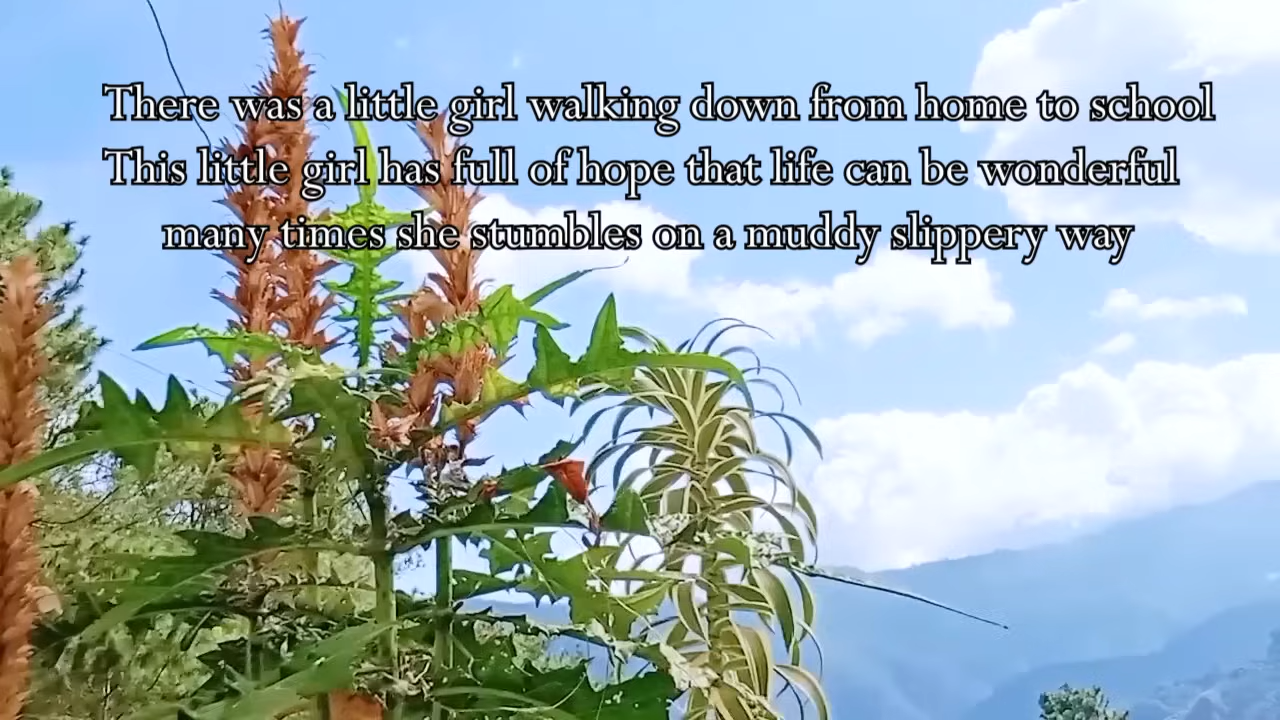 There was a little girl walking down from home to school
This little girl has full of hope that life can be wonderful
many times she stumbles on a muddy slippery way